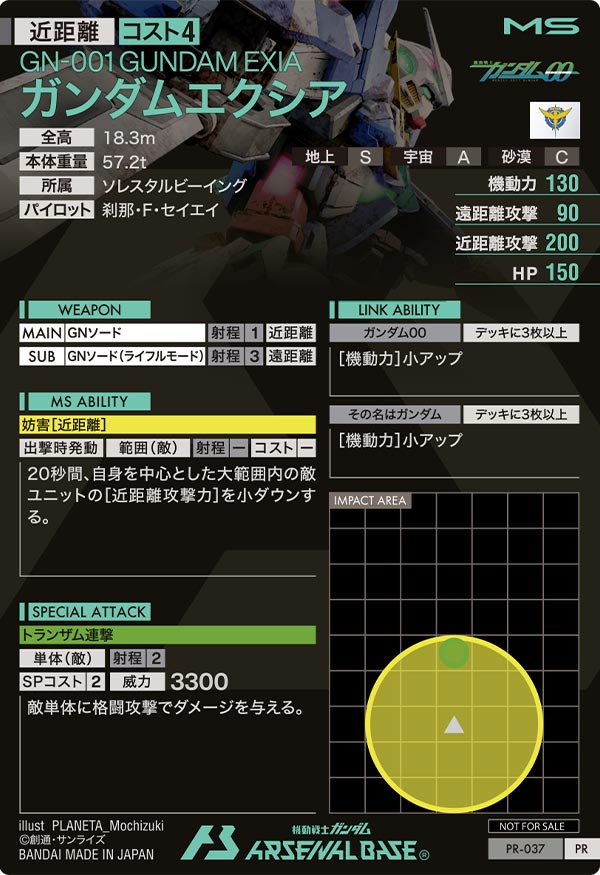 近距離 コスト4
MS
GN-001 GUNDAM EXIA
ガンダムエクシア
機動戦士ガンダム00
全高 18.3m
本体重量 57.2t
所属 ソレスタルビーイング
パイロット 刹那・F・セイエイ
地上 S 宇宙 A 砂漠 C
機動力 130
遠距離攻撃 90
近距離攻撃 200
HP 150
WEAPON
MAIN GNソード 射程 1 近距離
SUB GNソード(ライフルモード) 射程 3 遠距離
MS ABILITY
妨害[近距離]
出撃時発動 範囲(敵) 射程 ー コスト ー
20秒間、自身を中心とした大範囲内の敵
ユニットの[近距離攻撃力]を小ダウンす
る。
SPECIAL ATTACK
トランザム連撃
単体(敵) 射程 2
SPコスト 2 威力 3300
敵単体に格闘攻撃でダメージを与える。
LINK ABILITY
ガンダム00 デッキに3枚以上
[機動力]小アップ
その名はガンダム デッキに3枚以上
[機動力]小アップ
IMPACT AREA
illust PLANETA_Mochizuki
©創通・サンライズ
BANDAI MADE IN JAPAN
機動戦士ガンダム
ARSENAL BASE®
NOT FOR SALE
PR-037 PR